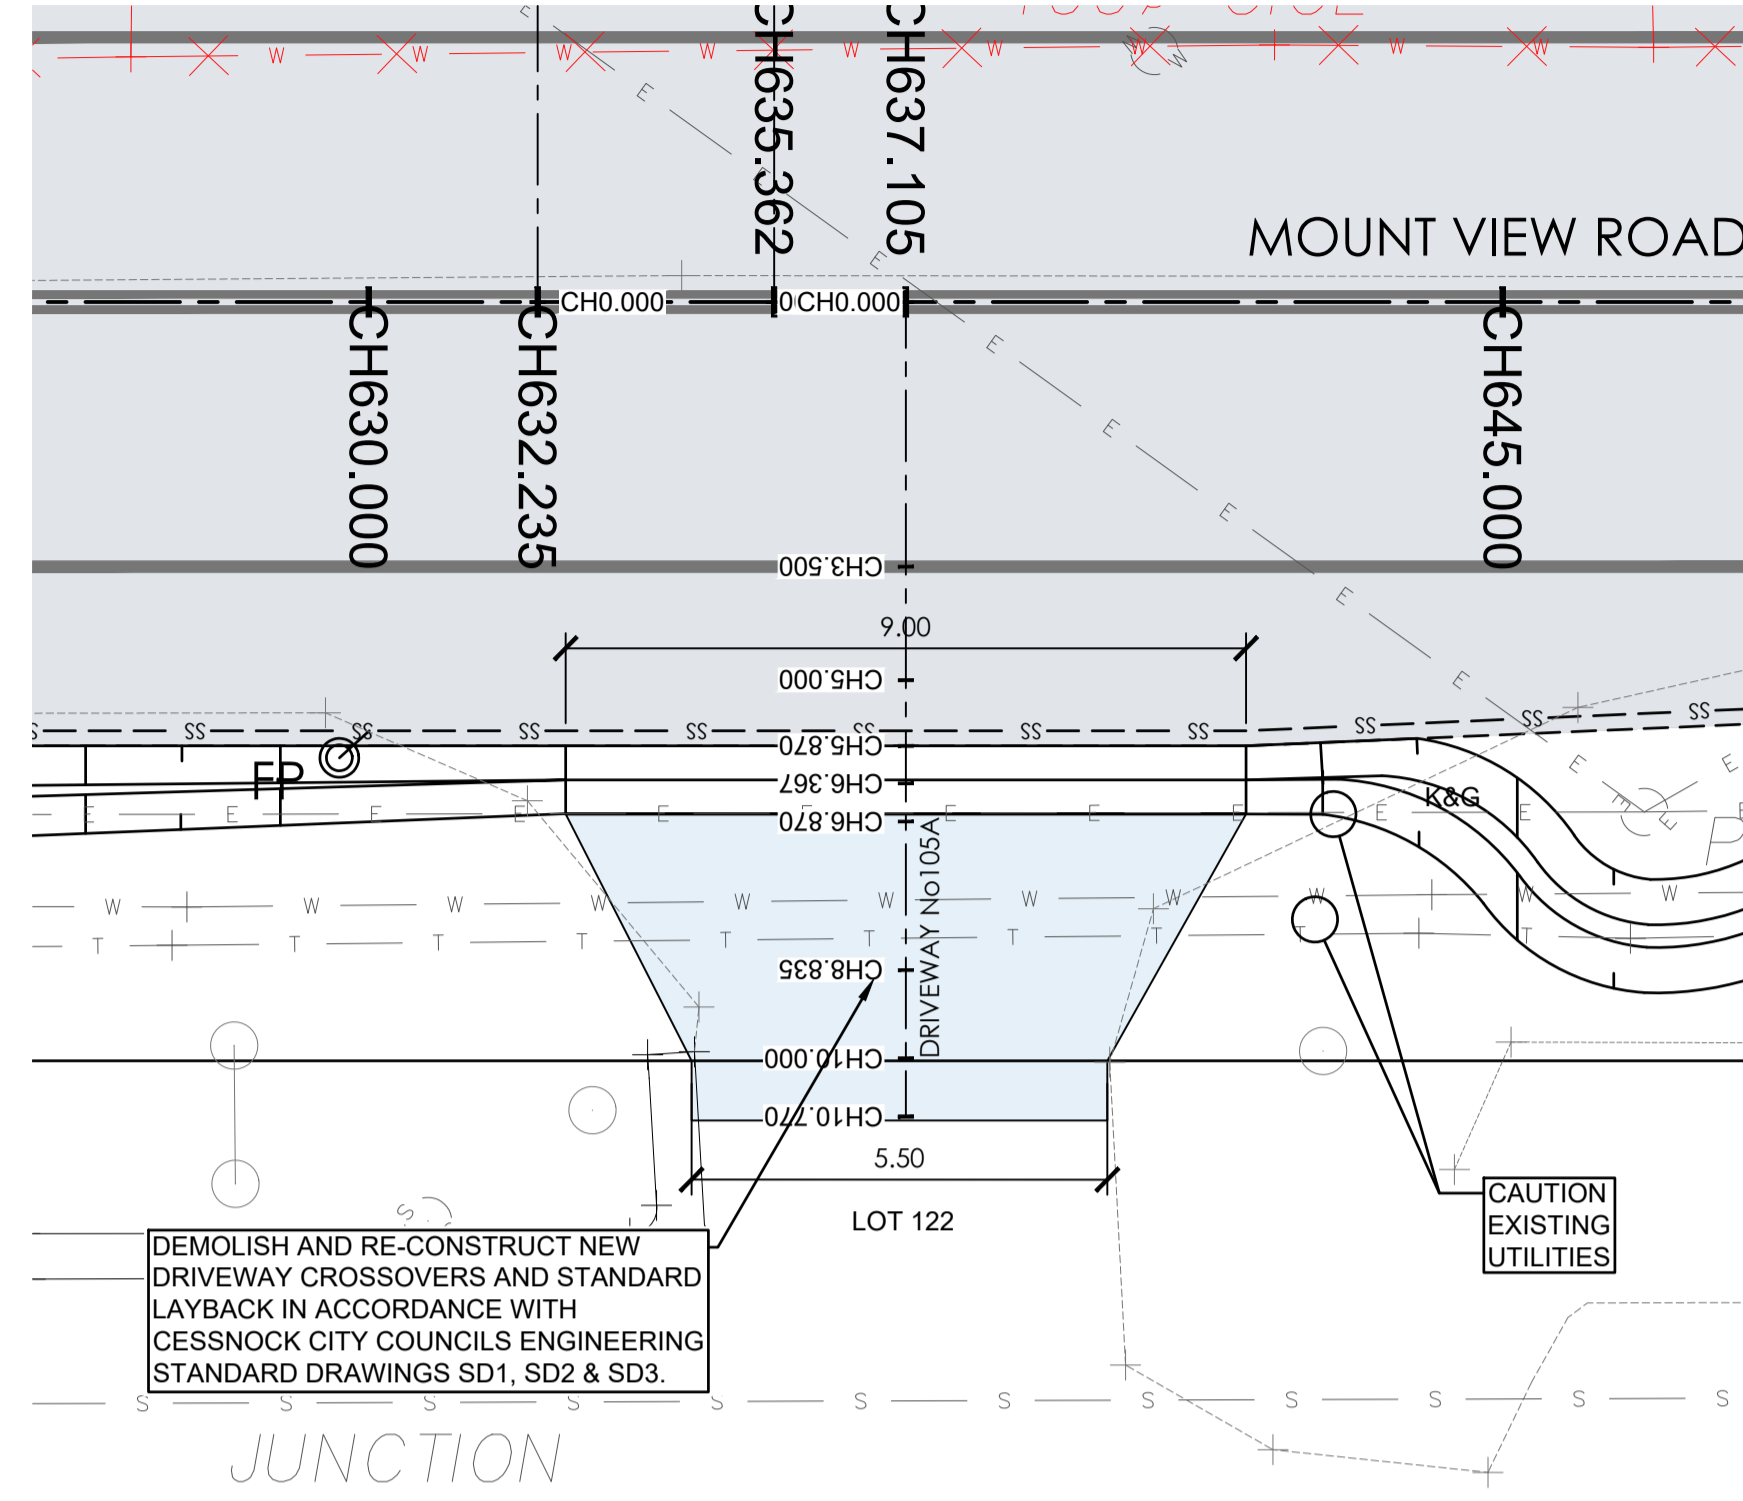 CH635.362
CH637.105
MOUNT VIEW ROAD
CH0.000
CH0.000
CH630.000
CH632.235
CH645.000
CH3.500
9.00
CH5.000
SS SS SS SS SS SS SS SS SS SS
CH5.870
FP
CH6.367
K&G
CH6.870
DRIVEWAY No105A
W W W W W W W W W W W
T T T T T T T T T T
CH8.835
CH10.000
CH10.770
5.50
LOT 122
CAUTION
EXISTING
UTILITIES
DEMOLISH AND RE-CONSTRUCT NEW
DRIVEWAY CROSSOVERS AND STANDARD
LAYBACK IN ACCORDANCE WITH
CESSNOCK CITY COUNCILS ENGINEERING
STANDARD DRAWINGS SD1, SD2 & SD3.
S S S S S S S S S S S S
JUNCTION